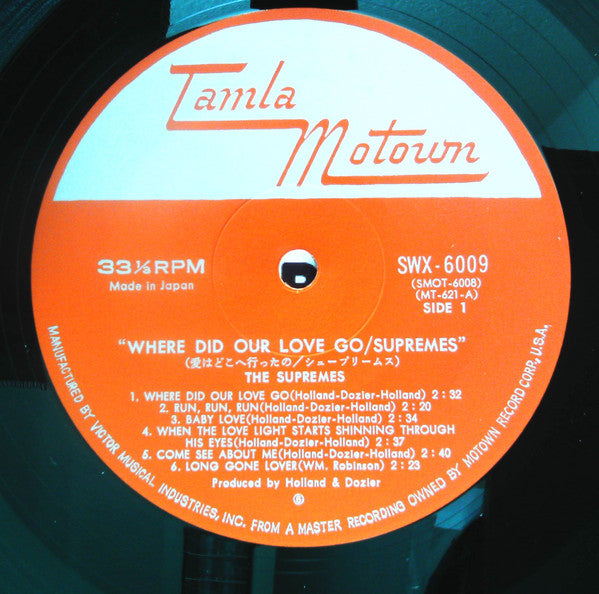 Tamla
Motown
33⅓ RPM
Made in Japan
SWX-6009
(SMOT-6008)
(MT-621-A)
SIDE 1
"WHERE DID OUR LOVE GO/SUPREMES"
(愛はどこへ行ったの/シュープリームス)
THE SUPREMES
1. WHERE DID OUR LOVE GO(Holland-Dozier-Holland) 2:32
2. RUN, RUN, RUN(Holland-Dozier-Holland) 2:20
3. BABY LOVE(Holland-Dozier-Holland) 2:34
4. WHEN THE LOVE LIGHT STARTS SHINNING THROUGH
HIS EYES(Holland-Dozier-Holland) 2:37
5. COME SEE ABOUT ME(Holland-Dozier-Holland) 2:40
6. LONG GONE LOVER(WM. Robinson) 2:23
Produced by Holland & Dozier
MANUFACTURED BY VICTOR MUSICAL INDUSTRIES, INC. FROM A MASTER RECORDING OWNED BY MOTOWN RECORD CORP., U.S.A.